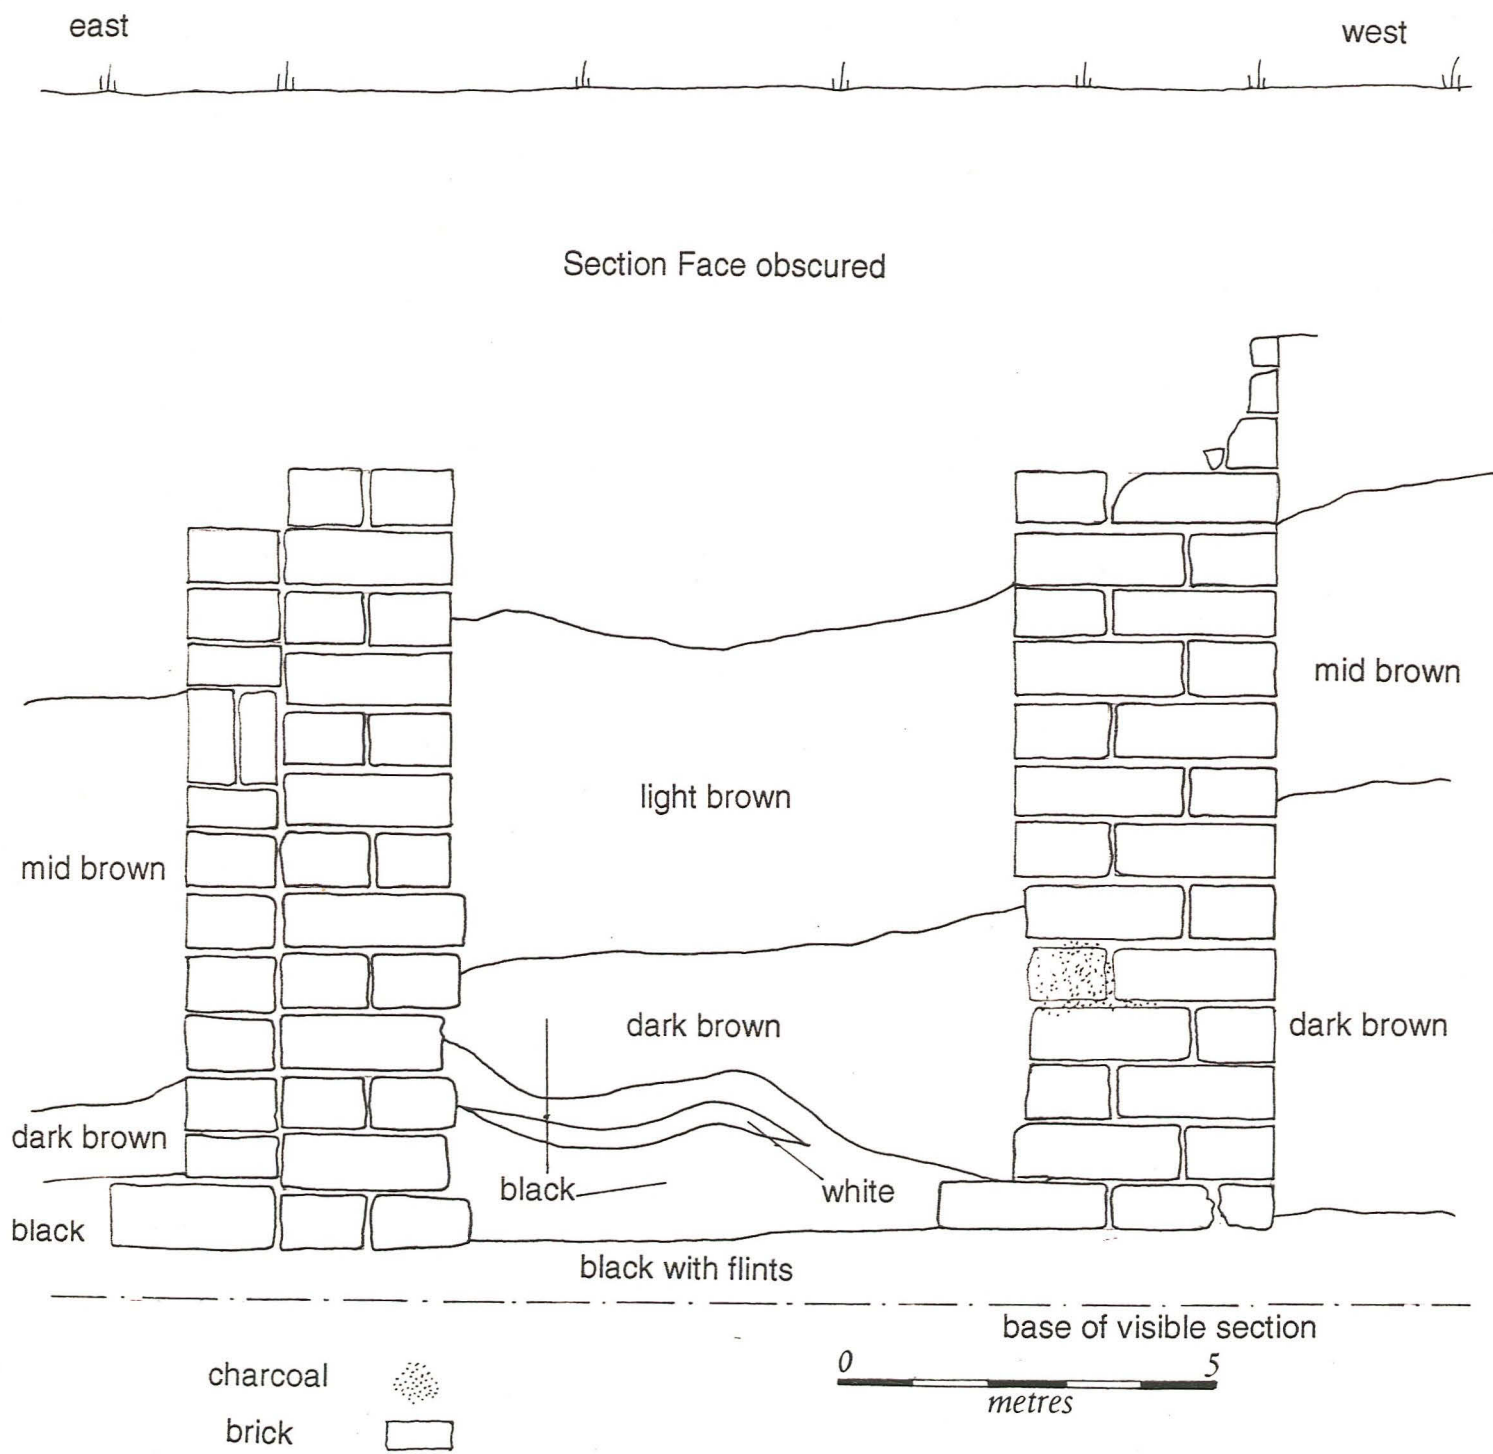 east
west
Section Face obscured
mid brown
light brown
mid brown
dark brown
dark brown
dark brown
black
white
black
black with flints
base of visible section
charcoal
0 5
metres
brick